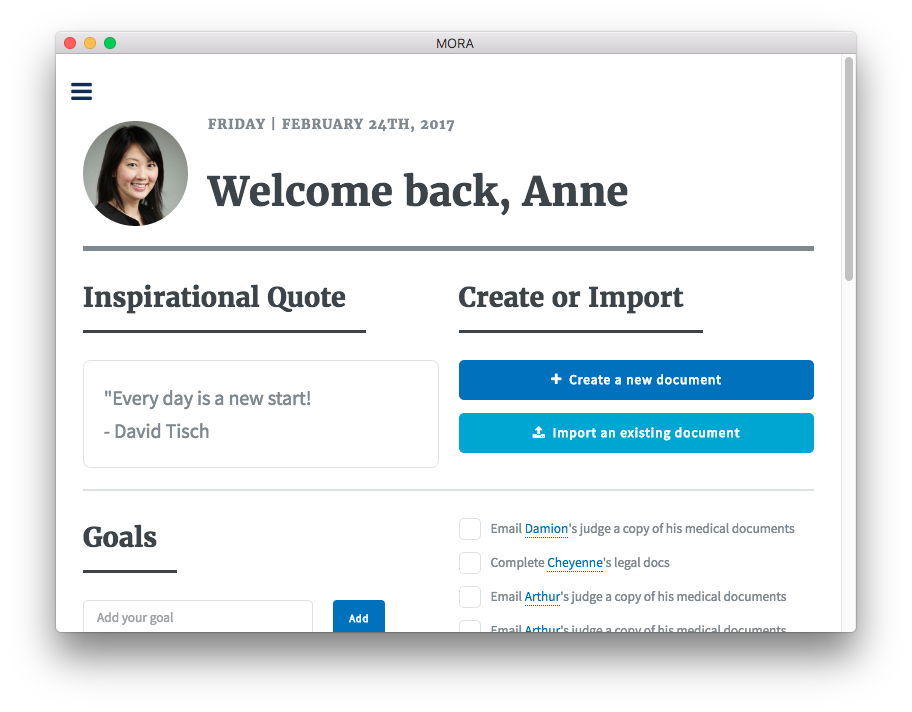 MORA
FRIDAY | FEBRUARY 24TH, 2017
Welcome back, Anne
Inspirational Quote
"Every day is a new start!
- David Tisch
Create or Import
Create a new document
Import an existing document
Goals
Add your goal
Add
Email Damion's judge a copy of his medical documents
Complete Cheyenne's legal docs
Email Arthur's judge a copy of his medical documents
Email Arthur's judge a copy of his medical documents